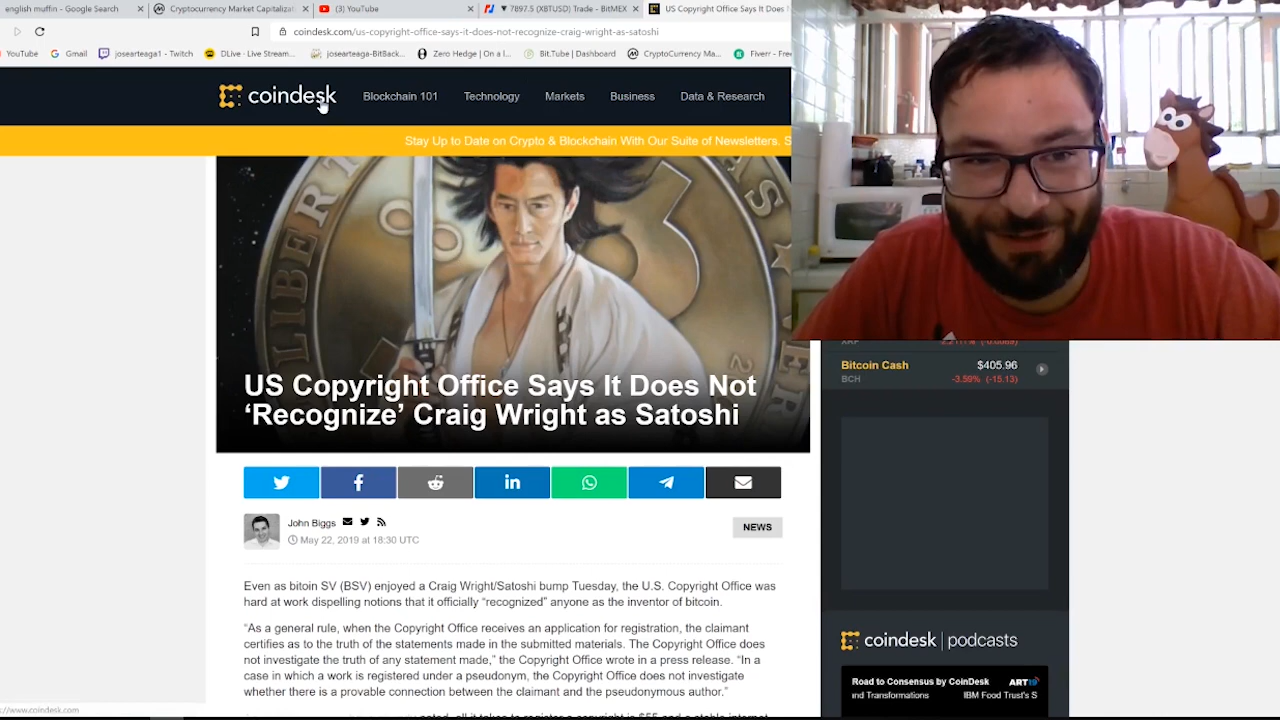 english muffin - Google Search
Cryptocurrency Market Capitalizat
(3) YouTube
▼ 7897.5 (XBTUSD) Trade - BitMEX
US Copyright Office Says It Does
coindesk.com/us-copyright-office-says-it-does-not-recognize-craig-wright-as-satoshi
YouTube
Gmail
josearteaga1 - Twitch
DLive · Live Stream...
josearteaga-BitBack...
Zero Hedge | On a l...
Bit.Tube | Dashboard
CryptoCurrency Ma...
Fiverr - Fre
coindesk
Blockchain 101
Technology
Markets
Business
Data & Research
Stay Up to Date on Crypto & Blockchain With Our Suite of Newsletters. S
LIBERT
AS
US Copyright Office Says It Does Not
‘Recognize’ Craig Wright as Satoshi
John Biggs
May 22, 2019 at 18:30 UTC
NEWS
Even as bitoin SV (BSV) enjoyed a Craig Wright/Satoshi bump Tuesday, the U.S. Copyright Office was
hard at work dispelling notions that it officially “recognized” anyone as the inventor of bitcoin.
“As a general rule, when the Copyright Office receives an application for registration, the claimant
certifies as to the truth of the statements made in the submitted materials. The Copyright Office does
not investigate the truth of any statement made,” the Copyright Office wrote in a press release. “In a
case in which a work is registered under a pseudonym, the Copyright Office does not investigate
whether there is a provable connection between the claimant and the pseudonymous author.”
Bitcoin Cash
$405.96
BCH
-3.59% (-15.13)
coindesk | podcasts
Road to Consensus by CoinDesk
ART19
ind Transformations
IBM Food Trust's S
s://www.coindesk.com